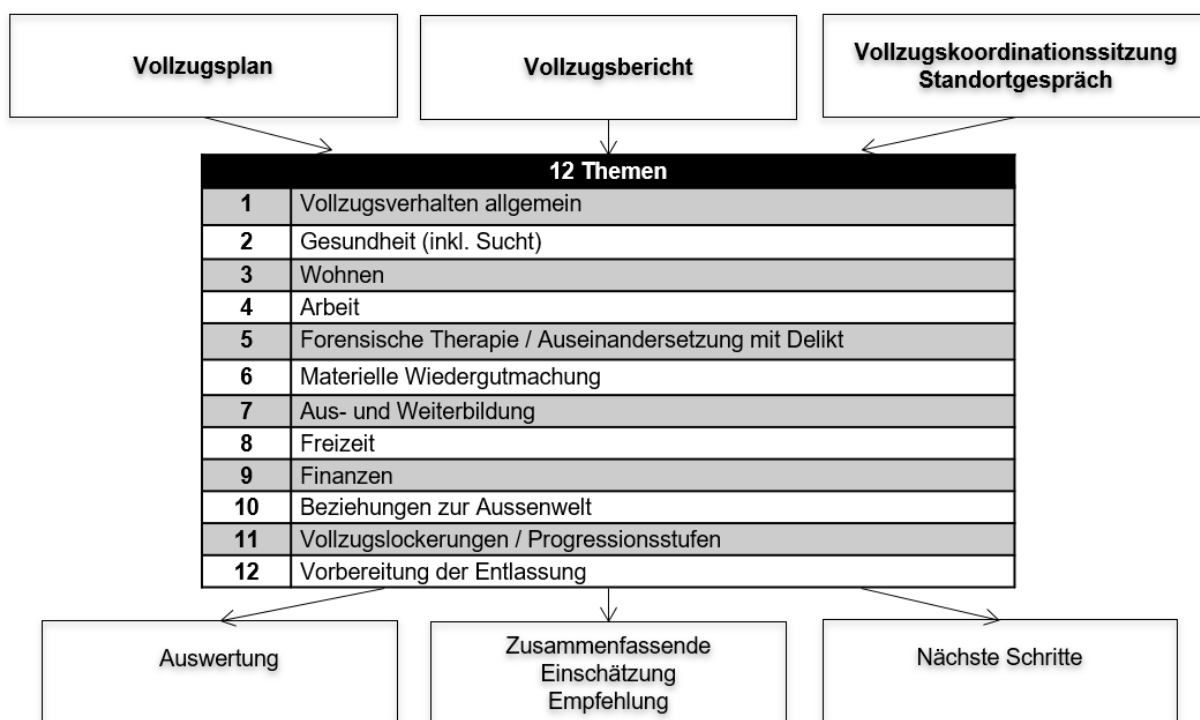 Vollzugsplan
Vollzugsbericht
Vollzugskoordinationssitzung
Standortgespräch
12 Themen
1 Vollzugsverhalten allgemein
2 Gesundheit (inkl. Sucht)
3 Wohnen
4 Arbeit
5 Forensische Therapie / Auseinandersetzung mit Delikt
6 Materielle Wiedergutmachung
7 Aus- und Weiterbildung
8 Freizeit
9 Finanzen
10 Beziehungen zur Aussenwelt
11 Vollzugslockerungen / Progressionsstufen
12 Vorbereitung der Entlassung
Auswertung
Zusammenfassende
Einschätzung
Empfehlung
Nächste Schritte